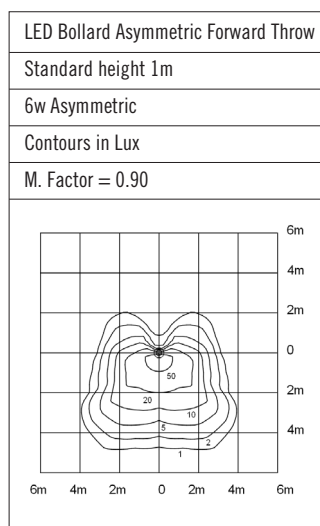 LED Bollard Asymmetric Forward Throw
Standard height 1m
6w Asymmetric
Contours in Lux
M. Factor = 0.90
6m
4m
2m
0
50
20
2m
10
5
4m
2
1
6m 4m 2m 0 2m 4m 6m